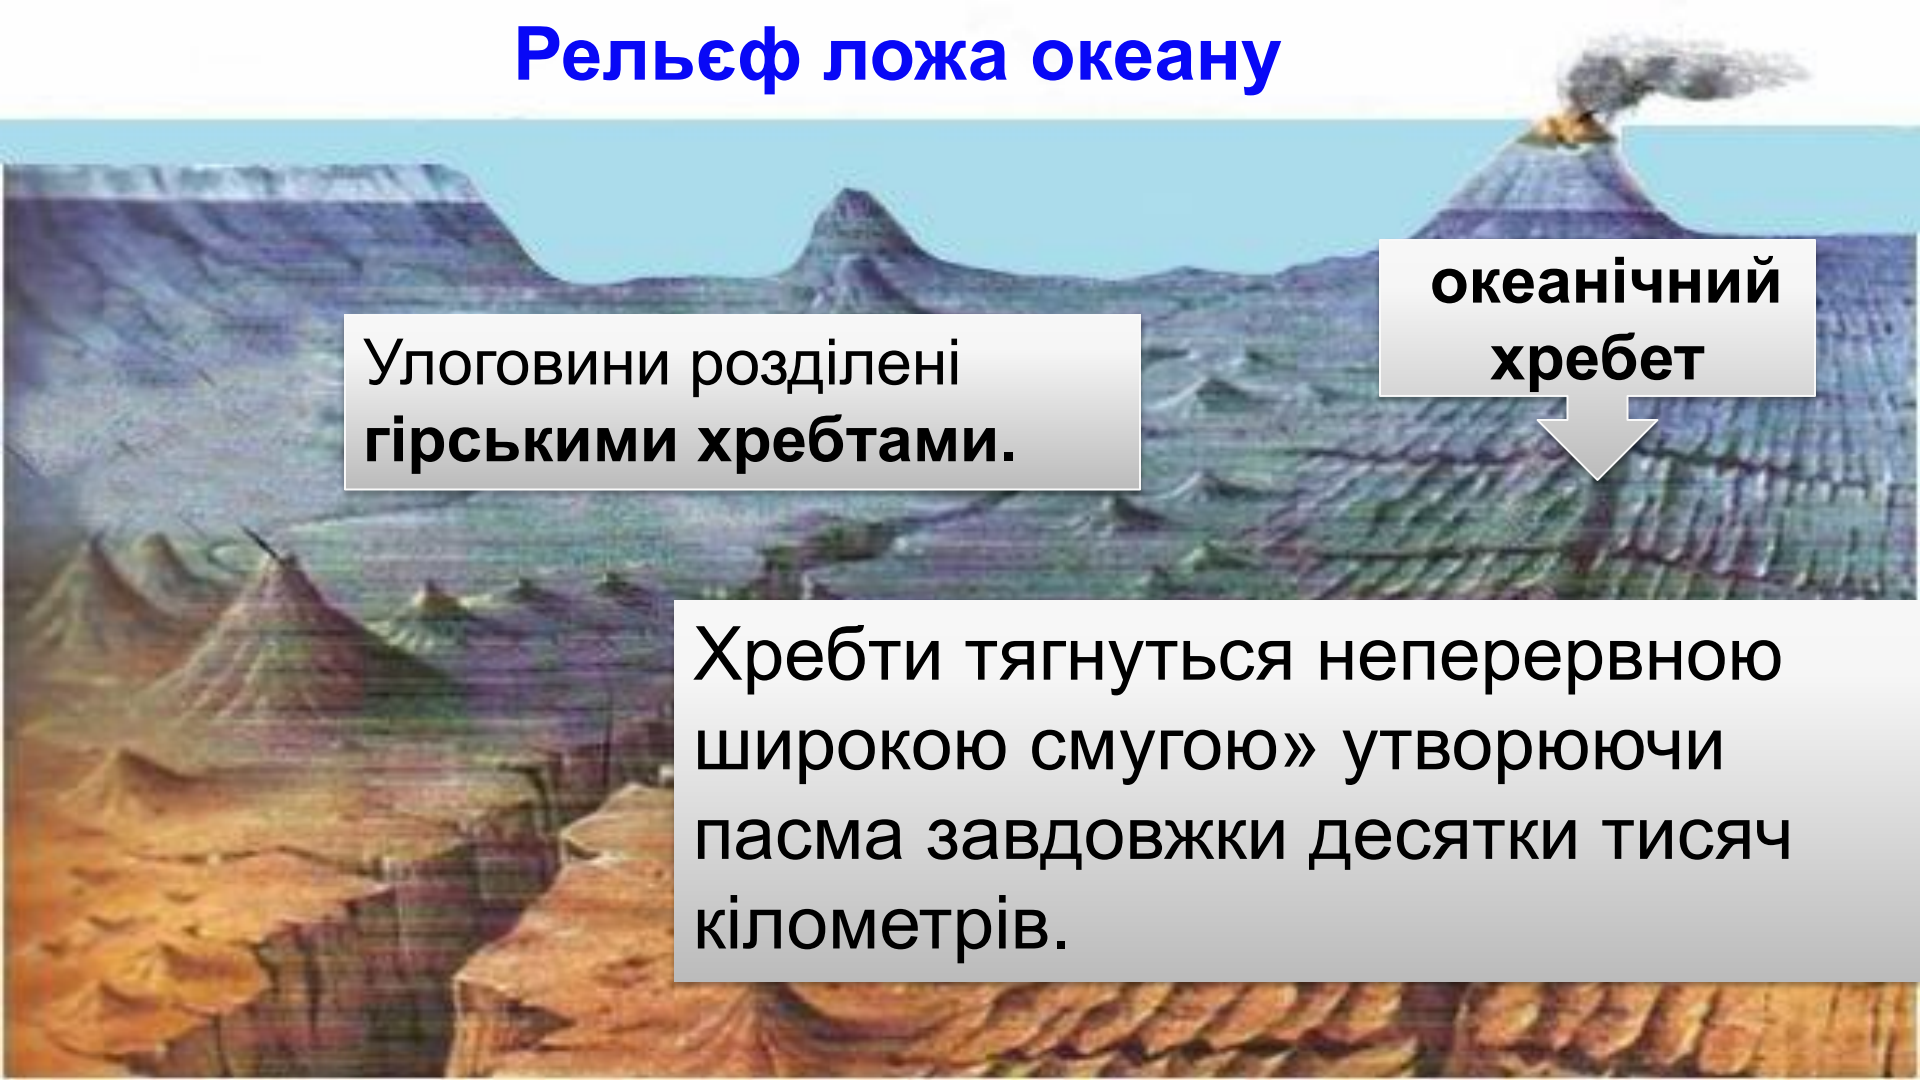 Рельєф ложа океану
океанічний
хребет
Улоговини розділені
гірськими хребтами.
Хребти тягнуться неперервною
широкою смугою» утворюючи
пасма завдовжки десятки тисяч
кілометрів.